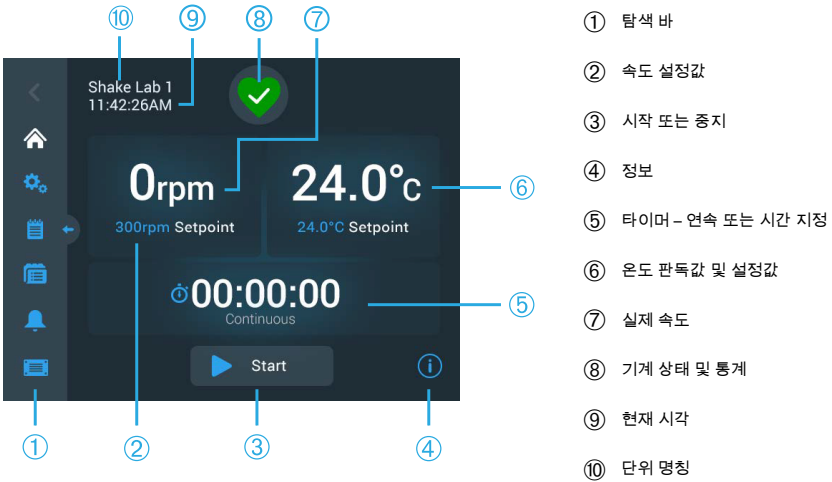 ⑩ ⑨ ⑧ ⑦
Shake Lab 1
11:42:26AM
0rpm
300rpm Setpoint
24.0°C
24.0°C Setpoint
⑥
00:00:00
Continuous
⑤
Start
① ② ③ ④
① 탐색 바
② 속도 설정값
③ 시작 또는 중지
④ 정보
⑤ 타이머 – 연속 또는 시간 지정
⑥ 온도 판독값 및 설정값
⑦ 실제 속도
⑧ 기계 상태 및 통계
⑨ 현재 시각
⑩ 단위 명칭